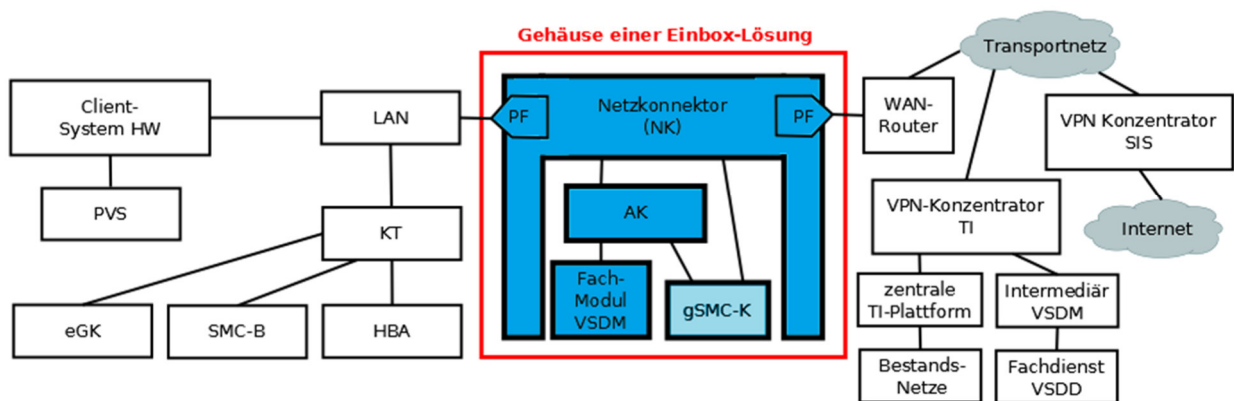 Gehäuse einer Einbox-Lösung
Client-
System HW
PVS
LAN
KT
eGK
SMC-B
HBA
PF
Netzkonnektor
(NK)
PF
AK
Fach-
Modul
VSDM
gSMC-K
WAN-
Router
Transportnetz
VPN Konzentrator
SIS
Internet
VPN-Konzentrator
TI
zentrale
TI-Plattform
Intermediär
VSDM
Bestands-
Netze
Fachdienst
VSDD